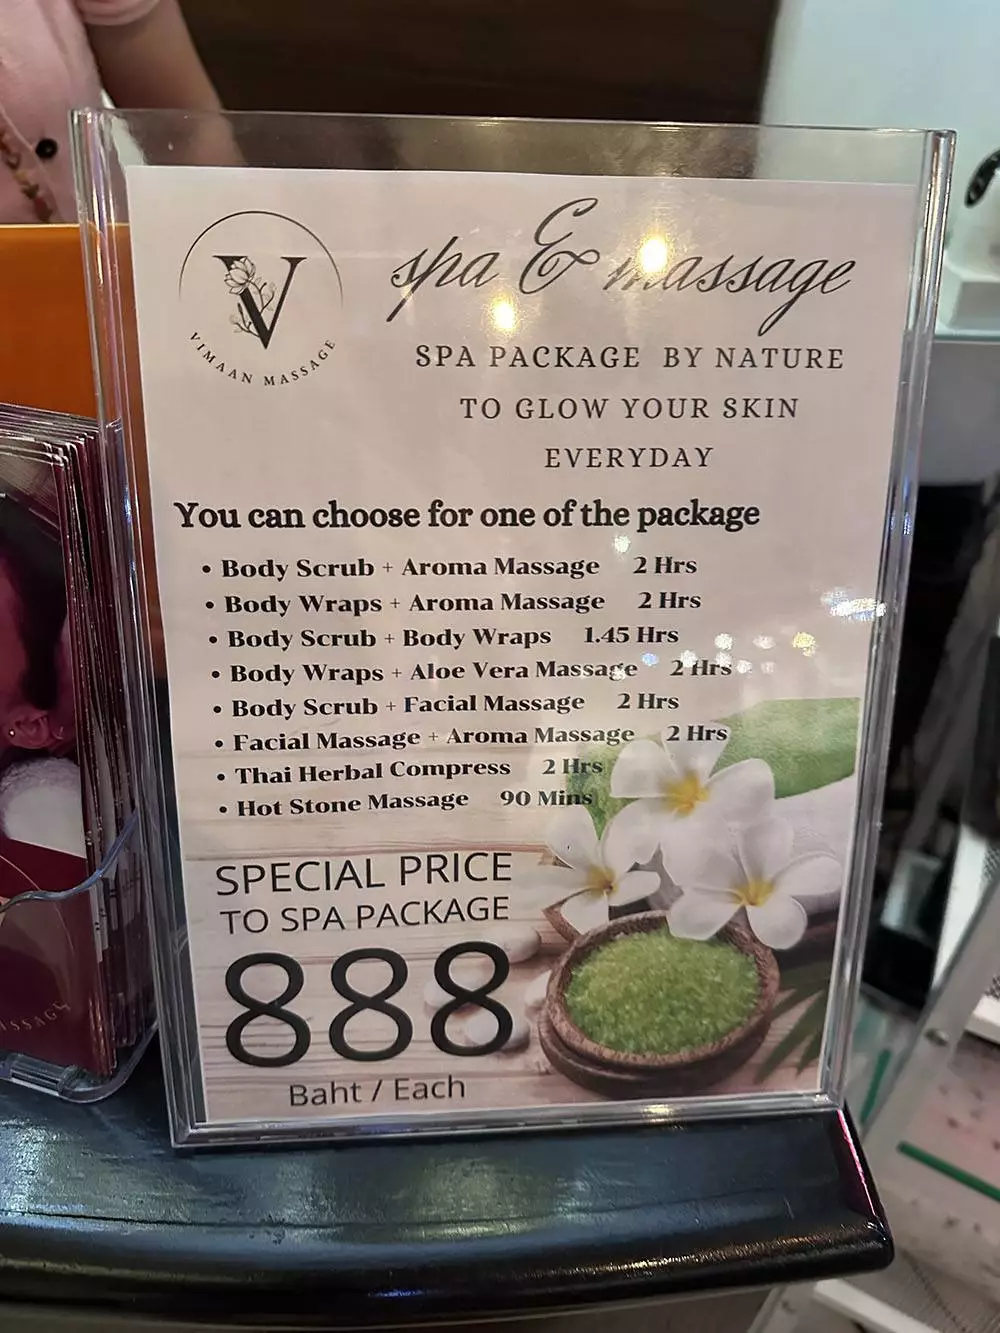 V
VIMAAN MASSAGE
spa & massage
SPA PACKAGE BY NATURE
TO GLOW YOUR SKIN
EVERYDAY
You can choose for one of the package
• Body Scrub + Aroma Massage 2 Hrs
• Body Wraps + Aroma Massage 2 Hrs
• Body Scrub + Body Wraps 1.45 Hrs
• Body Wraps + Aloe Vera Massage 2 Hrs
• Body Scrub + Facial Massage 2 Hrs
• Facial Massage + Aroma Massage 2 Hrs
• Thai Herbal Compress 2 Hrs
• Hot Stone Massage 90 Mins
SPECIAL PRICE
TO SPA PACKAGE
888
Baht / Each